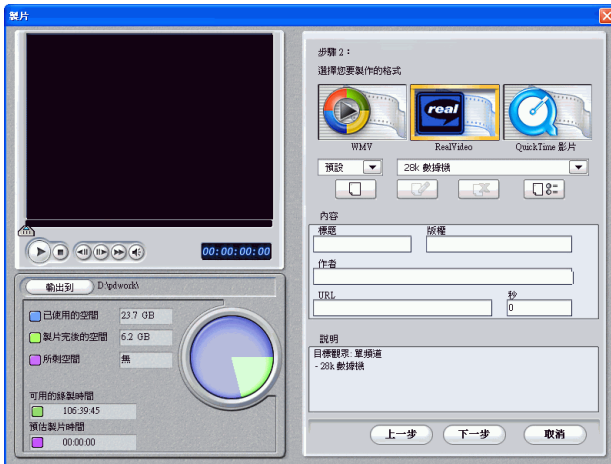 製片
步驟 2：
選擇您要製作的格式
real
WMV
RealVideo
QuickTime 影片
預設
28k 數據機
內容
標題
版權
作者
URL
秒
0
說明
目標觀眾: 單頻道
- 28k 數據機
上一步
下一步
取消
00:00:00:00
輸出到
D:\pdwork\
已使用的空間
23.7 GB
製片完後的空間
6.2 GB
所剩空間
無
可用的錄製時間
106:39:45
預估製片時間
00:00:00